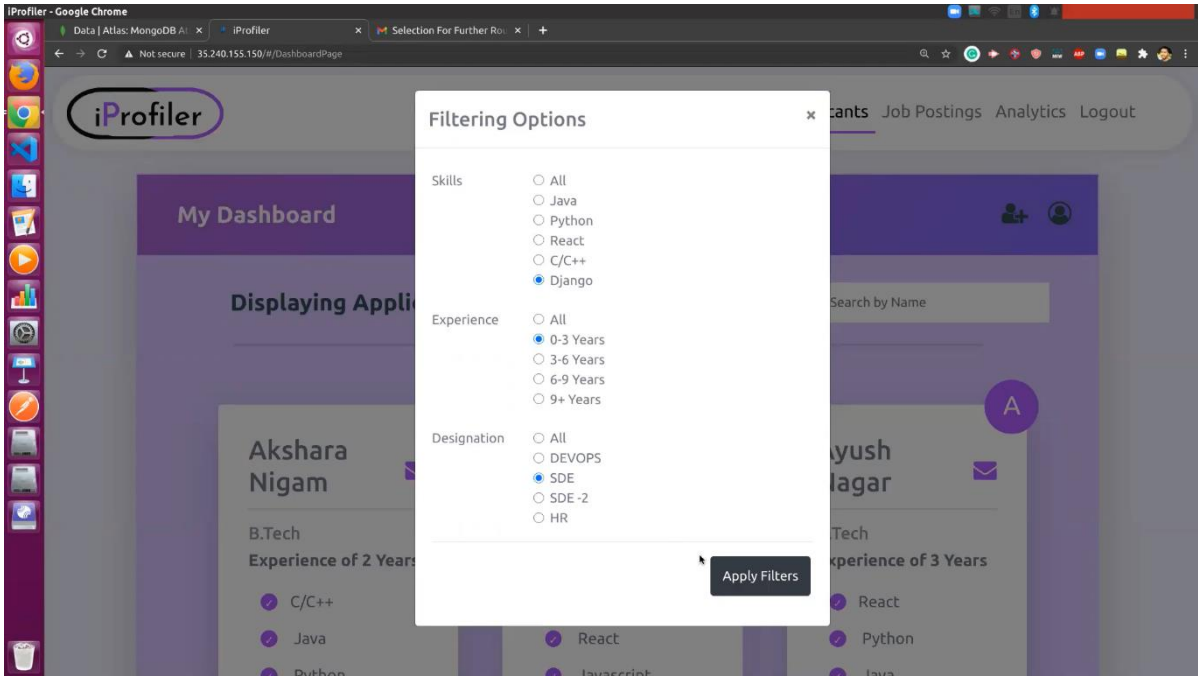 iProfiler - Google Chrome
Data | Atlas: MongoDB At
iProfiler
Selection For Further Rou
Not secure | 35.240.155.150/#/DashboardPage
iProfiler
cants Job Postings Analytics Logout
Filtering Options
My Dashboard
Displaying Appli
Search by Name
Skills
All
Java
Python
React
C/C++
Django
Experience
All
0-3 Years
3-6 Years
6-9 Years
9+ Years
Designation
All
DEVOPS
SDE
SDE -2
HR
Apply Filters
Akshara
Nigam
B.Tech
Experience of 2 Years
C/C++
Java
Python
React
Javascript
A
yush
Nagar
.Tech
xperience of 3 Years
React
Python
Java